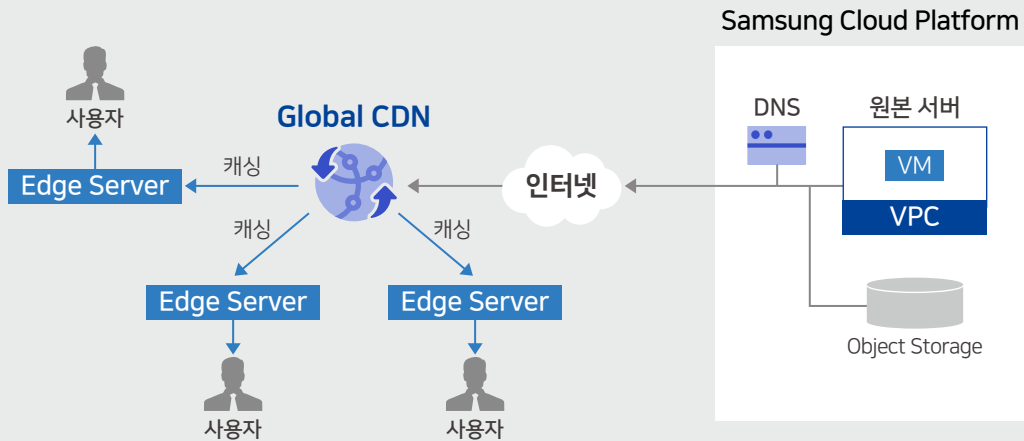 Samsung Cloud Platform
사용자
Global CDN
DNS
원본 서버
캐싱
Edge Server
인터넷
VM
VPC
캐싱
캐싱
Edge Server
Edge Server
Object Storage
사용자
사용자